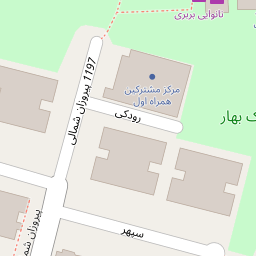 نانوایی بربری
مرکز مشترکین
همراه اول
رودکی
ک بهار
1197 پیروزان شمالی
پیروزان شم
سپهر